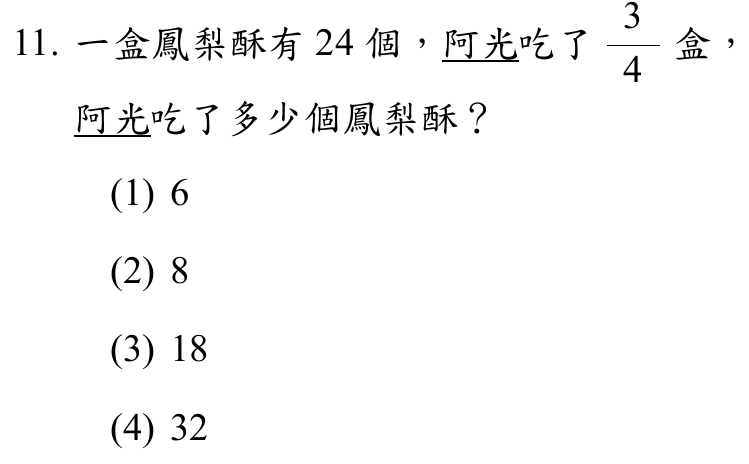 11. 一盒鳳梨酥有 24 個，阿光吃了 3/4 盒，
阿光吃了多少個鳳梨酥？
(1) 6
(2) 8
(3) 18
(4) 32